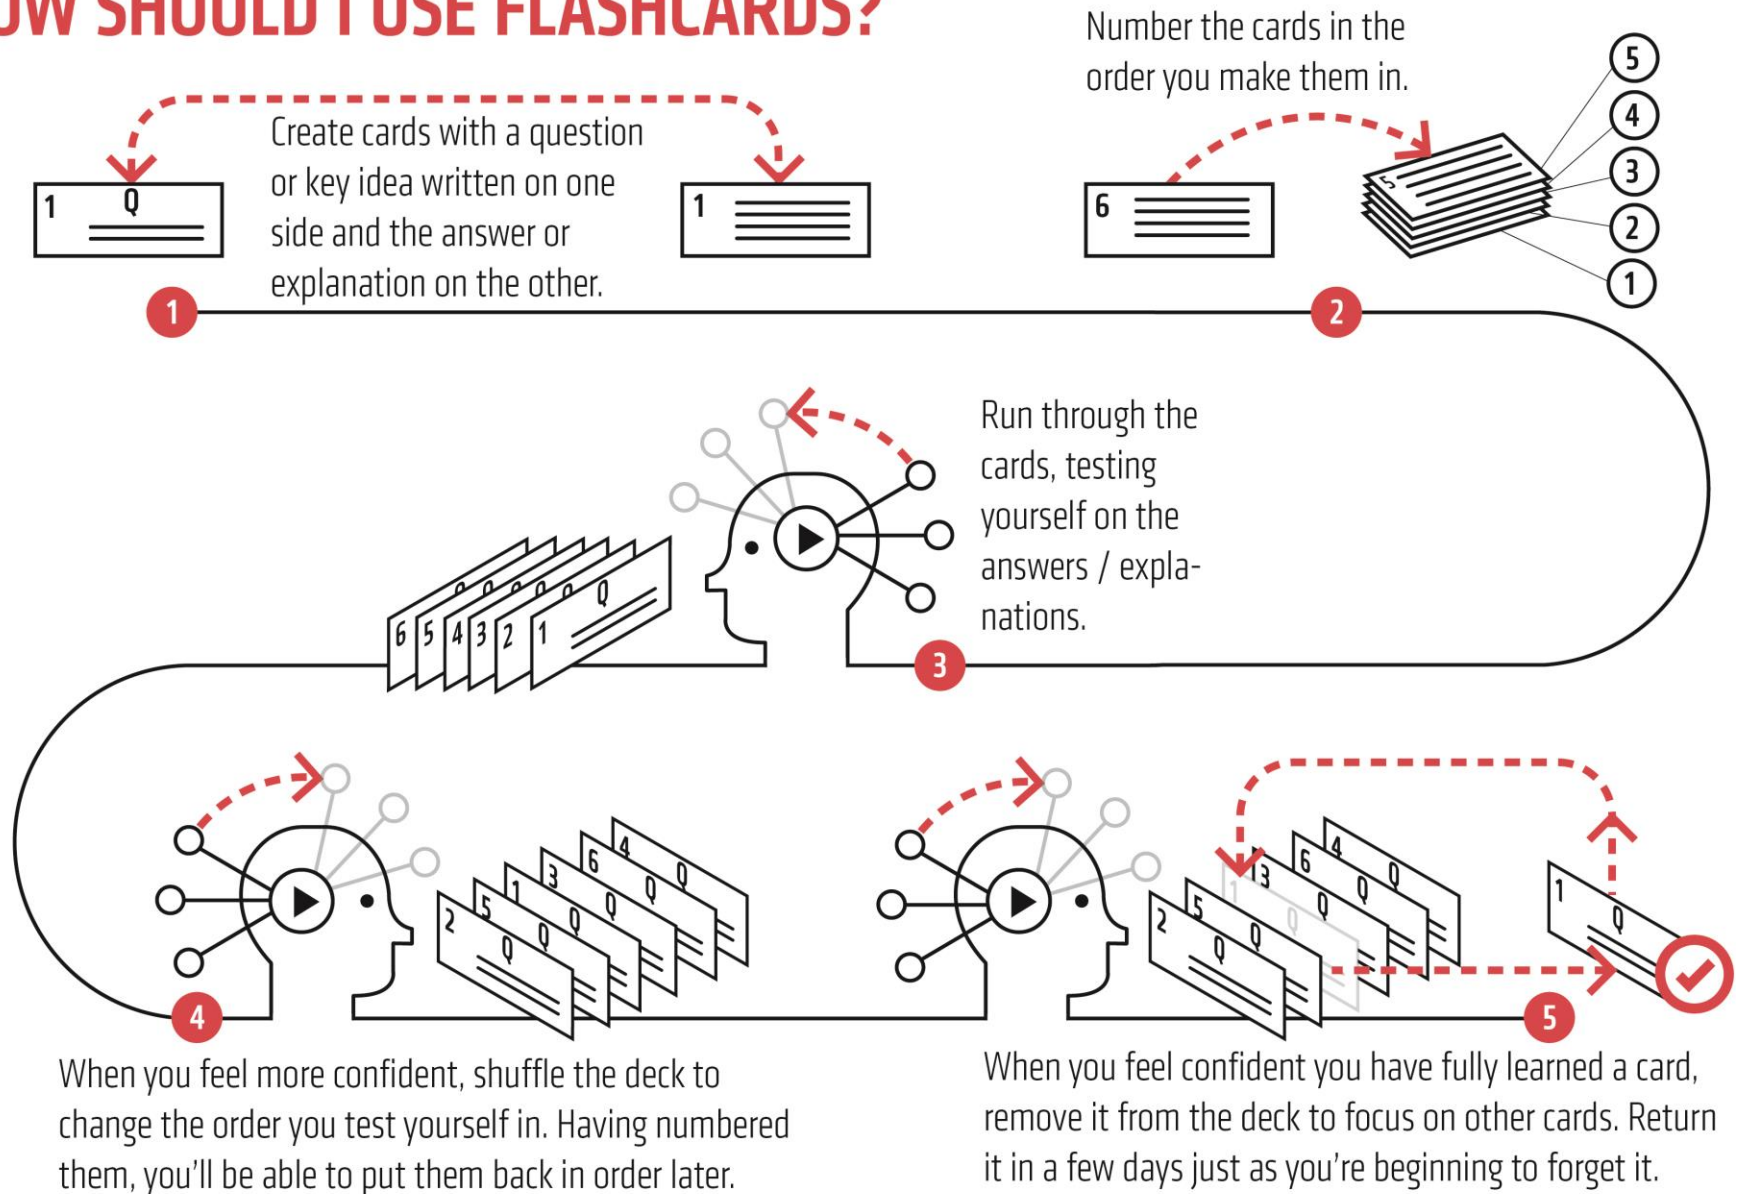 OW SHOULD I USE FLASHCARDS?
1
Q
Create cards with a question
or key idea written on one
side and the answer or
explanation on the other.
1
1
Number the cards in the
order you make them in.
6
5
5
4
3
2
1
2
Run through the
cards, testing
yourself on the
answers / expla-
nations.
6 5 4 3 2 1
Q Q Q Q Q Q
3
2 5 1 3 6 4
Q Q Q Q Q Q
4
When you feel more confident, shuffle the deck to
change the order you test yourself in. Having numbered
them, you'll be able to put them back in order later.
2 5 1 3 6 4
Q Q Q Q Q Q
1
Q
5
When you feel confident you have fully learned a card,
remove it from the deck to focus on other cards. Return
it in a few days just as you're beginning to forget it.